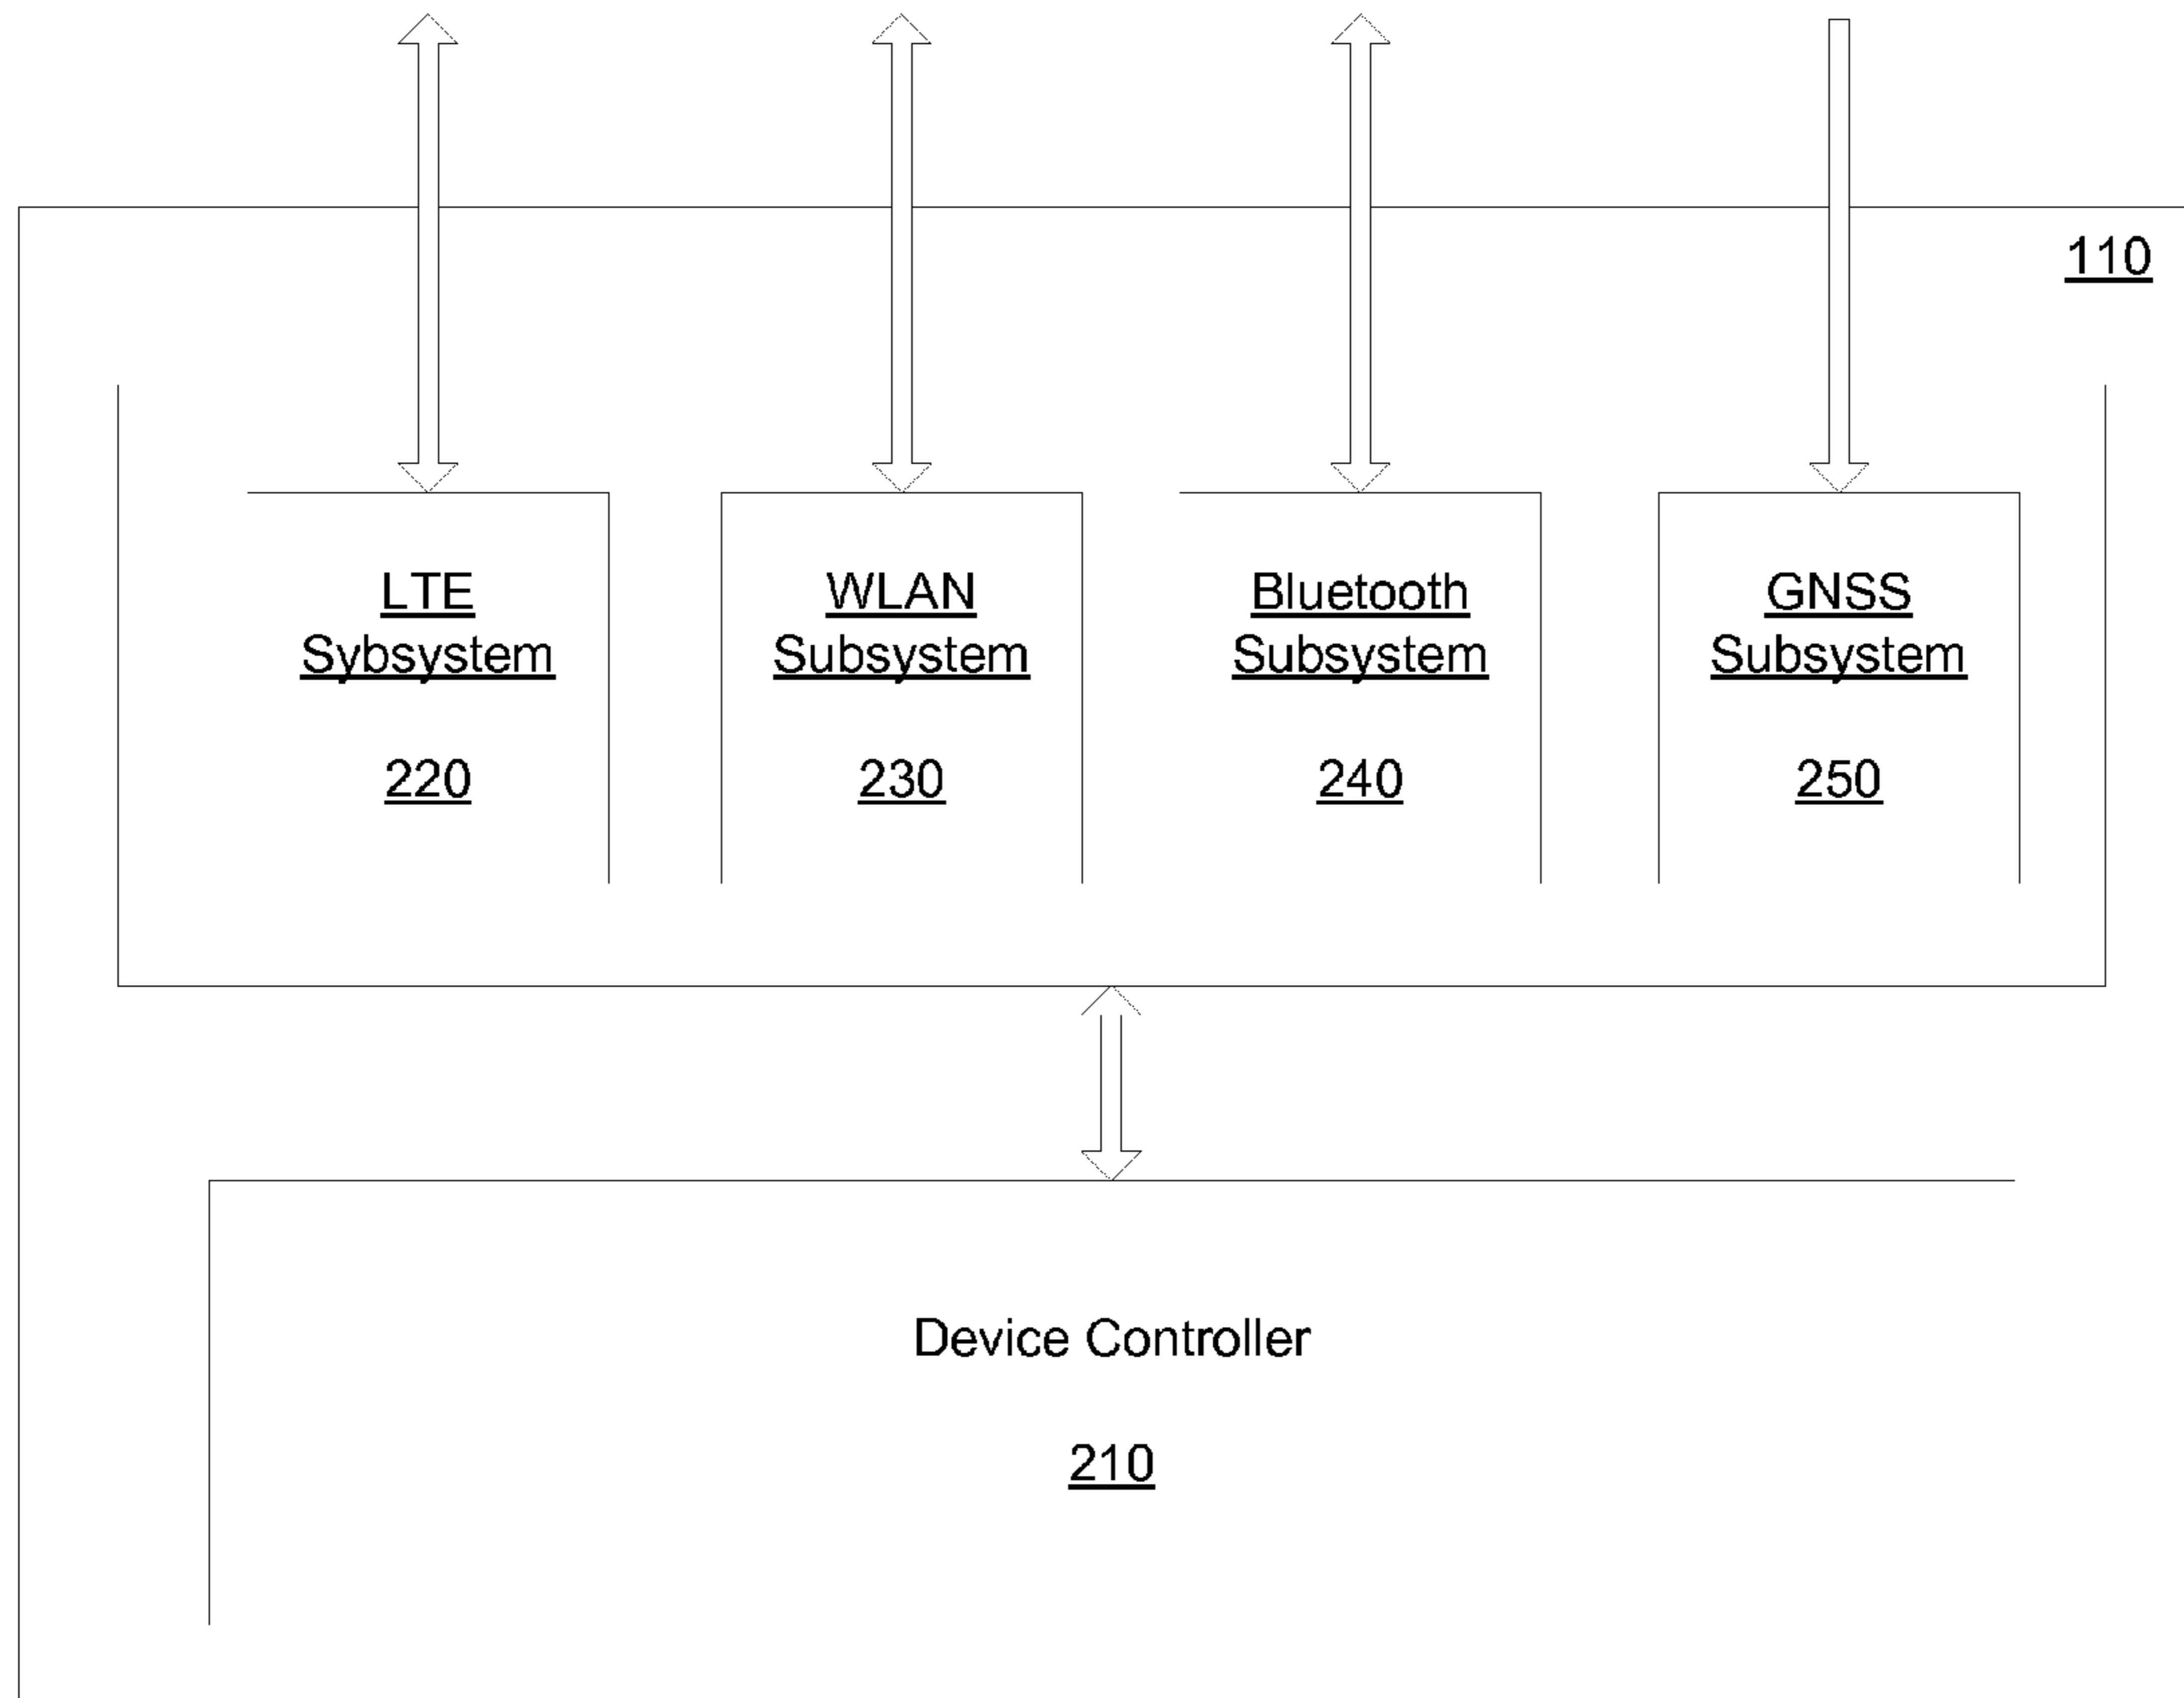 110
LTE
Sybsystem
220
WLAN
Subsystem
230
Bluetooth
Subsystem
240
GNSS
Subsystem
250
Device Controller
210